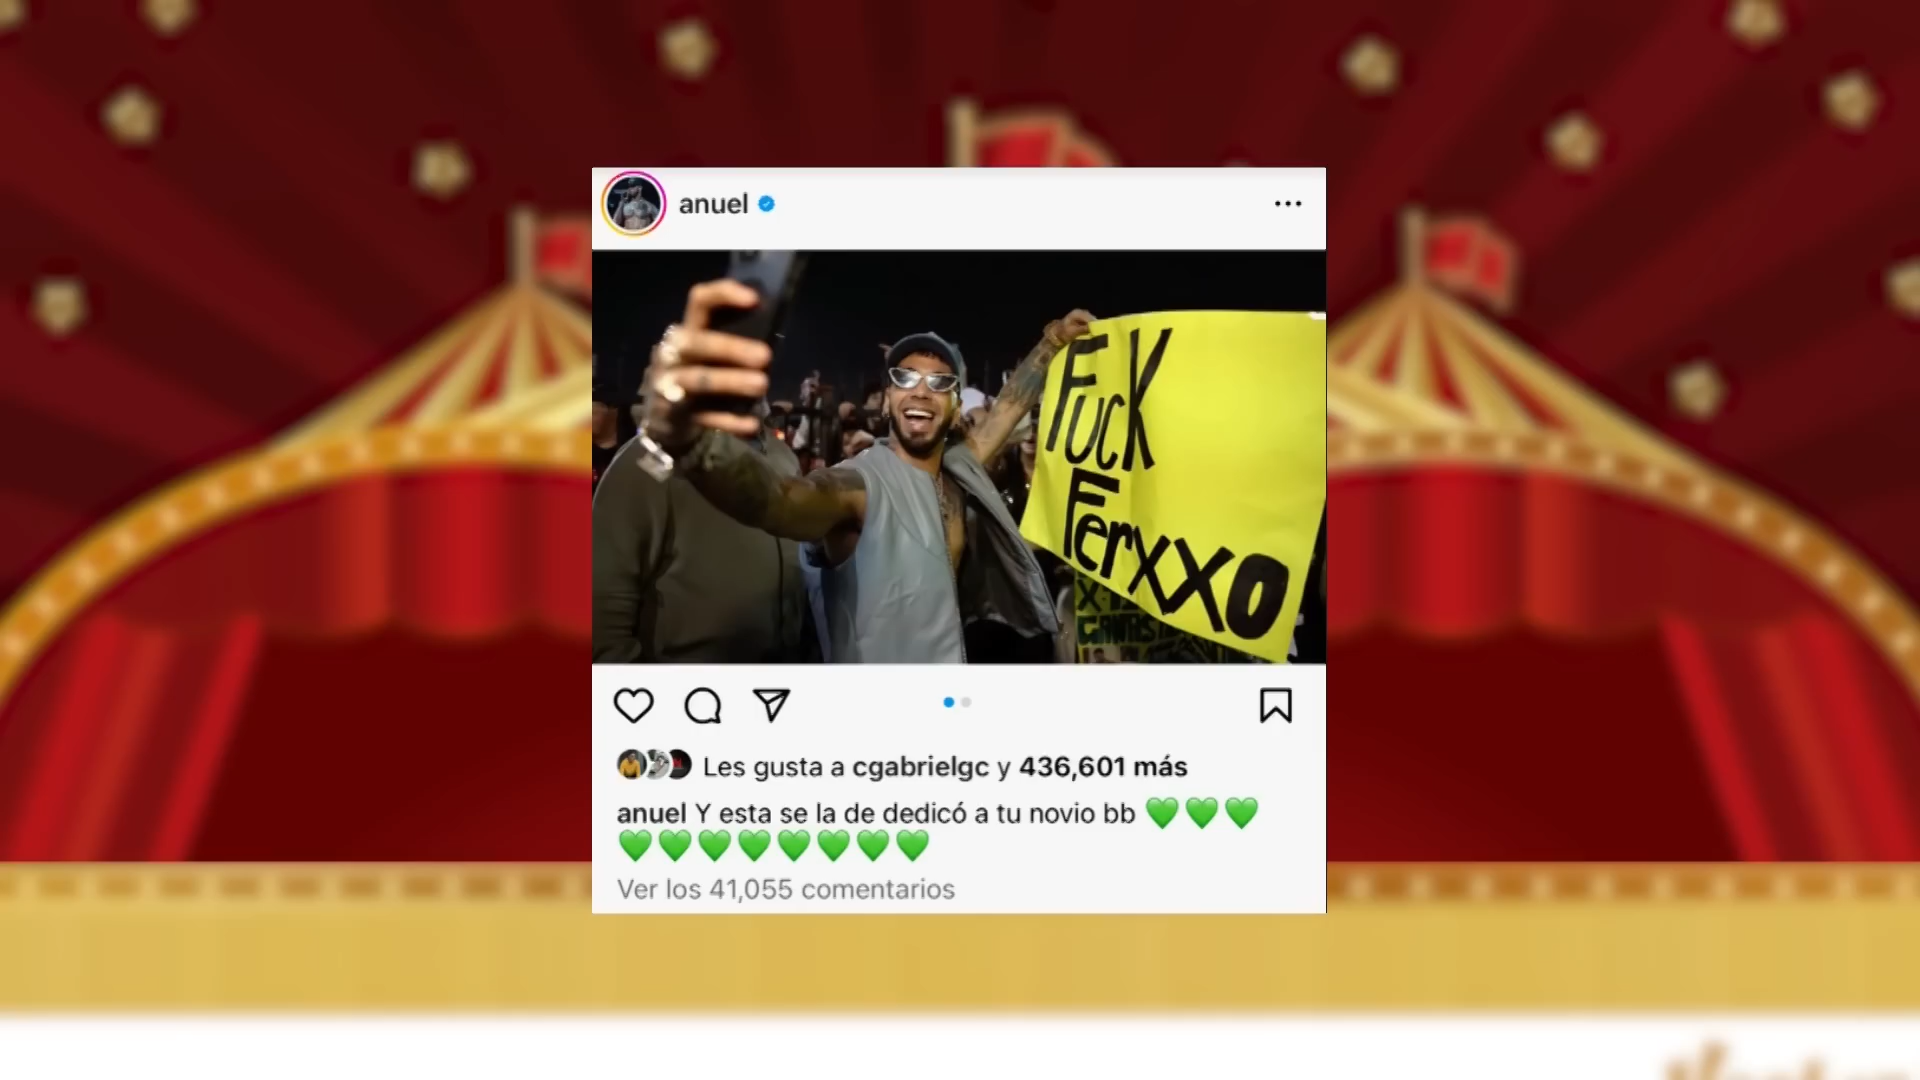 anuel
Fuck
Ferxxo
Les gusta a cgabrielgc y 436,601 más
anuel Y esta se la de dedicó a tu novio bb 💚💚💚
💚💚💚💚💚💚💚💚
Ver los 41,055 comentarios